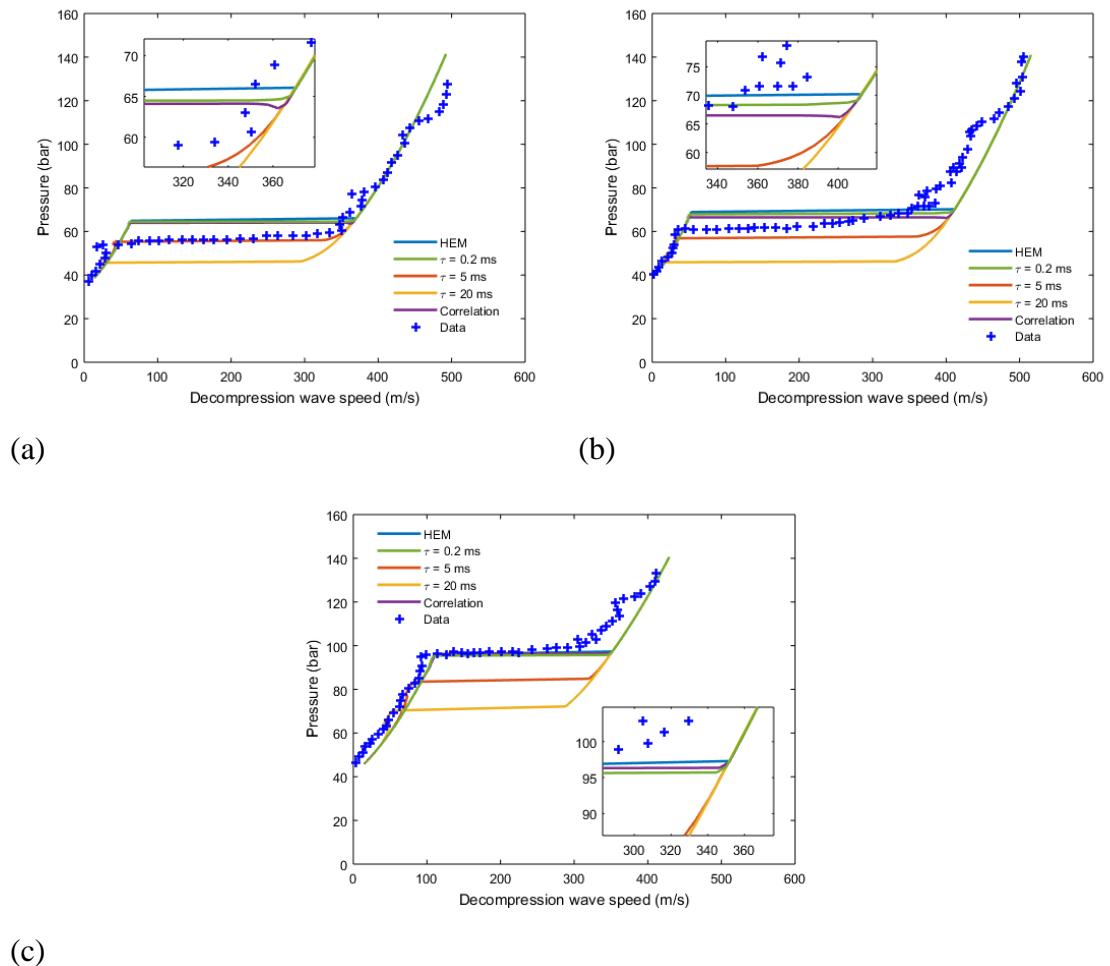 160
140
120
100
80
60
40
20
0
Pressure (bar)
70
65
60
320
340
360
HEM
τ = 0.2 ms
τ = 5 ms
τ = 20 ms
Correlation
Data
0 100 200 300 400 500 600
Decompression wave speed (m/s)
(a)
160
140
120
100
80
60
40
20
0
Pressure (bar)
75
70
65
60
340 360 380 400
HEM
τ = 0.2 ms
τ = 5 ms
τ = 20 ms
Correlation
Data
0 100 200 300 400 500 600
Decompression wave speed (m/s)
(b)
160
140
120
100
80
60
40
20
0
Pressure (bar)
HEM
τ = 0.2 ms
τ = 5 ms
τ = 20 ms
Correlation
Data
100
95
90
300 320 340 360
0 100 200 300 400 500 600
Decompression wave speed (m/s)
(c)